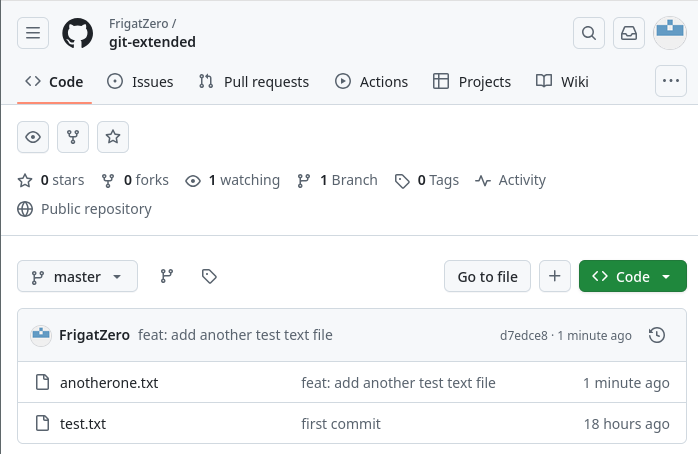 FrigatZero /
git-extended
Code Issues Pull requests Actions Projects Wiki
0 stars 0 forks 1 watching 1 Branch 0 Tags Activity
Public repository
master Go to file Code
FrigatZero feat: add another test text file d7edce8 · 1 minute ago
anotherone.txt feat: add another test text file 1 minute ago
test.txt first commit 18 hours ago